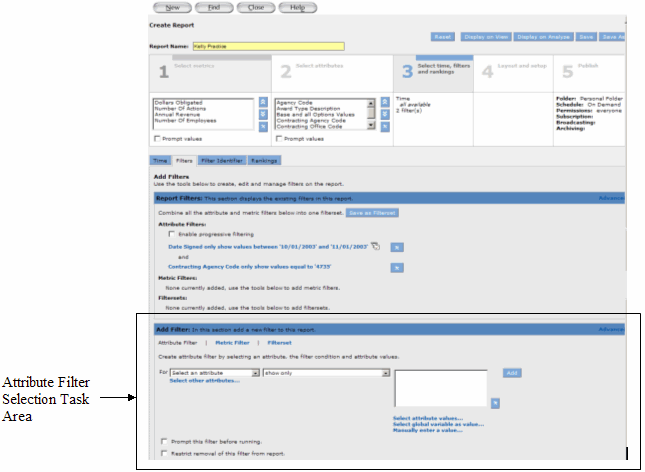 New Find Close Help
Create Report
Reset Display on View Display on Analyze Save Save As
Report Name: Kelly Practice
1 Select metrics
2 Select attributes
3 Select time, filters and rankings
4 Layout and setup
5 Publish
Dollars Obligated
Number Of Actions
Annual Revenue
Number Of Employees
Prompt values
Agency Code
Award Type Description
Base and all Options Values
Contracting Agency Code
Contracting Office Code
Prompt values
Time
all available
2 filter(s)
Folder: Personal Folder
Schedule: On Demand
Permissions: everyone
Subscription:
Broadcasting:
Archiving:
Time Filters Filter Identifier Rankings
Add Filters
Use the tools below to create, edit and manage filters on the report.
Report Filters: This section displays the existing filters in this report. Advanced
Combine all the attribute and metric filters below into one filterset. Save as Filterset
Attribute Filters:
Enable progressive filtering
Date Signed only show values between '10/01/2003' and '11/01/2003'
and
Contracting Agency Code only show values equal to '4735'
Metric Filters:
None currently added, use the tools below to add metric filters.
Filtersets:
None currently added, use the tools below to add filtersets.
Add Filter: In this section add a new filter to this report. Advanced
Attribute Filter | Metric Filter | Filterset
Create attribute filter by selecting an attribute, the filter condition and attribute values.
For Select an attribute show only Add
Select other attributes...
Select attribute values...
Select global variable as value...
Manually enter a value...
Prompt this filter before running.
Restrict removal of this filter from report.
Attribute Filter
Selection Task
Area